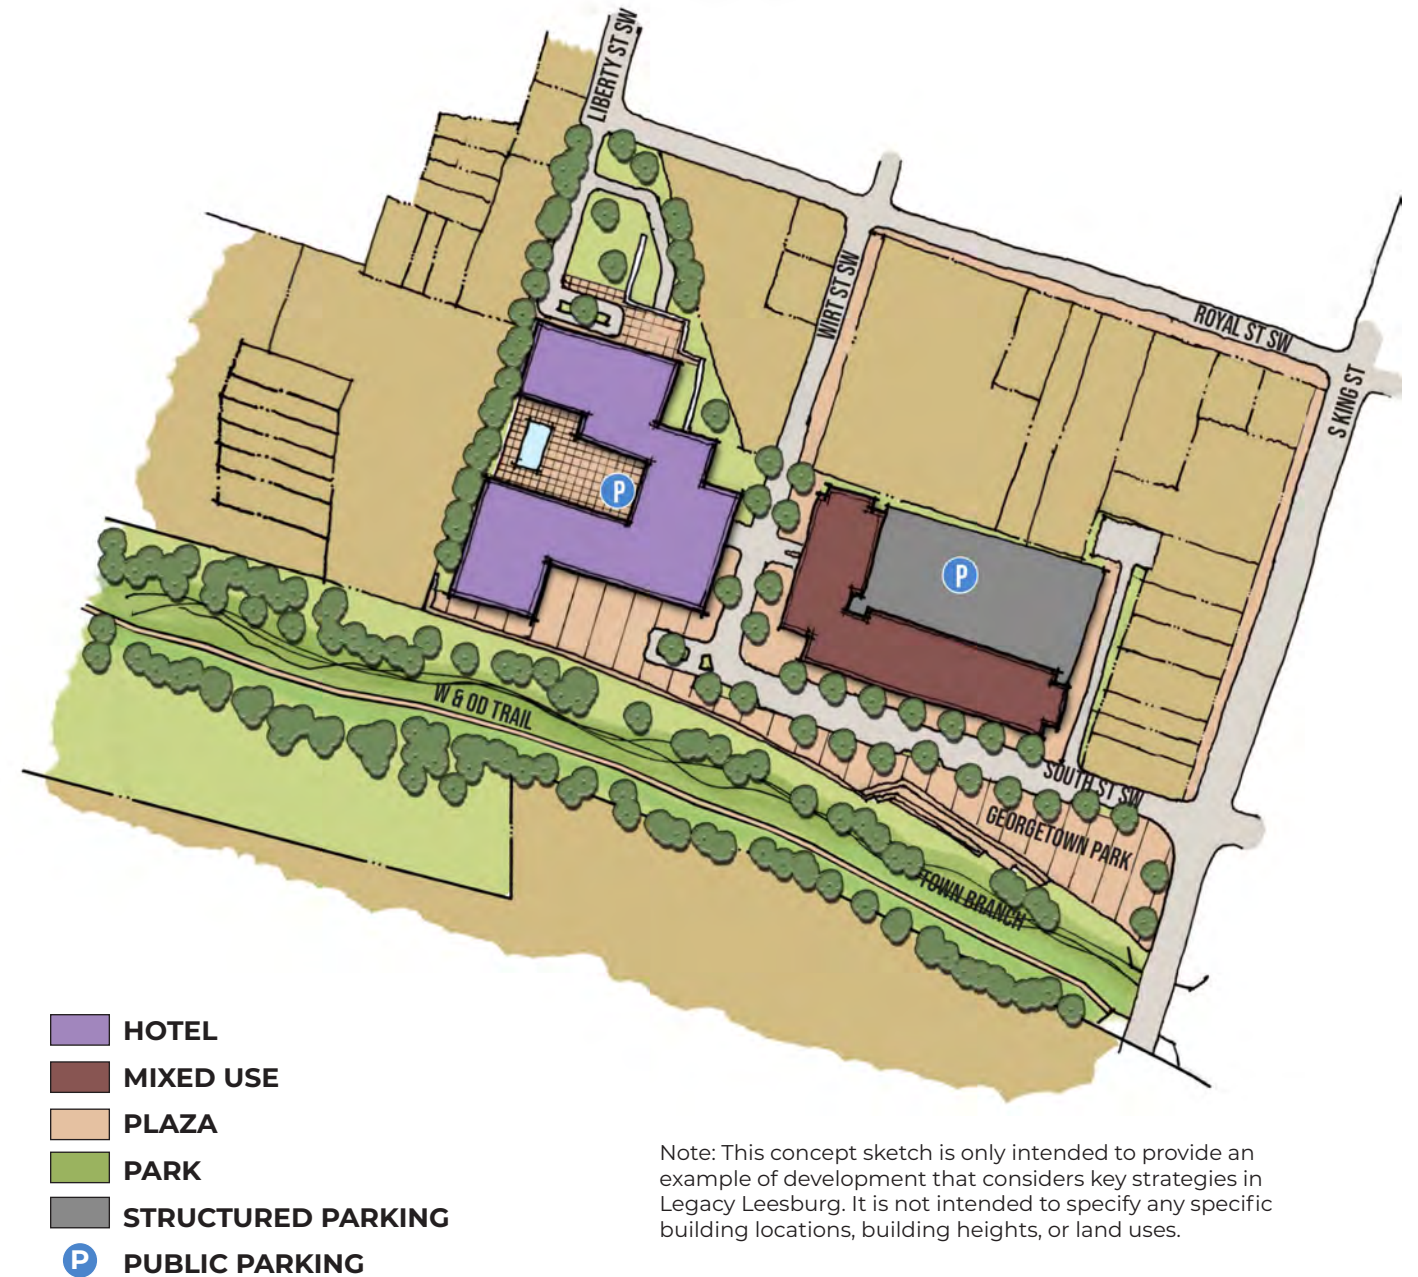 LIBERTY ST SW
WIRT ST SW
ROYAL ST SW
S KING ST
P
P
W & OD TRAIL
SOUTH ST SW
GEORGETOWN PARK
TOWN BRANCH
HOTEL
MIXED USE
PLAZA
PARK
STRUCTURED PARKING
P PUBLIC PARKING
Note: This concept sketch is only intended to provide an
example of development that considers key strategies in
Legacy Leesburg. It is not intended to specify any specific
building locations, building heights, or land uses.